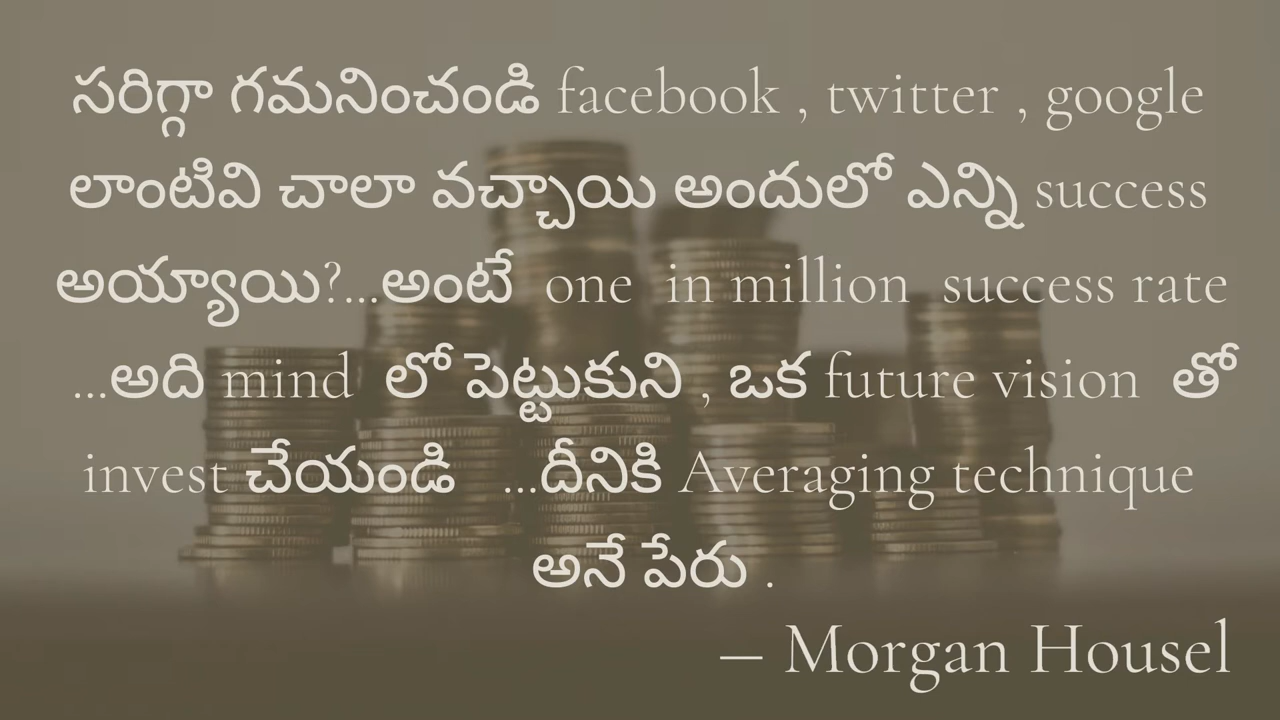 సరిగ్గా గమనించండి facebook , twitter , google
లాంటివి చాలా వచ్చాయి అందులో ఎన్ని success
అయ్యాయి?...అంటే one in million success rate
...అది mind లో పెట్టుకుని , ఒక future vision తో
invest చేయండి ...దీనికి Averaging technique
అనే పేరు .
– Morgan Housel